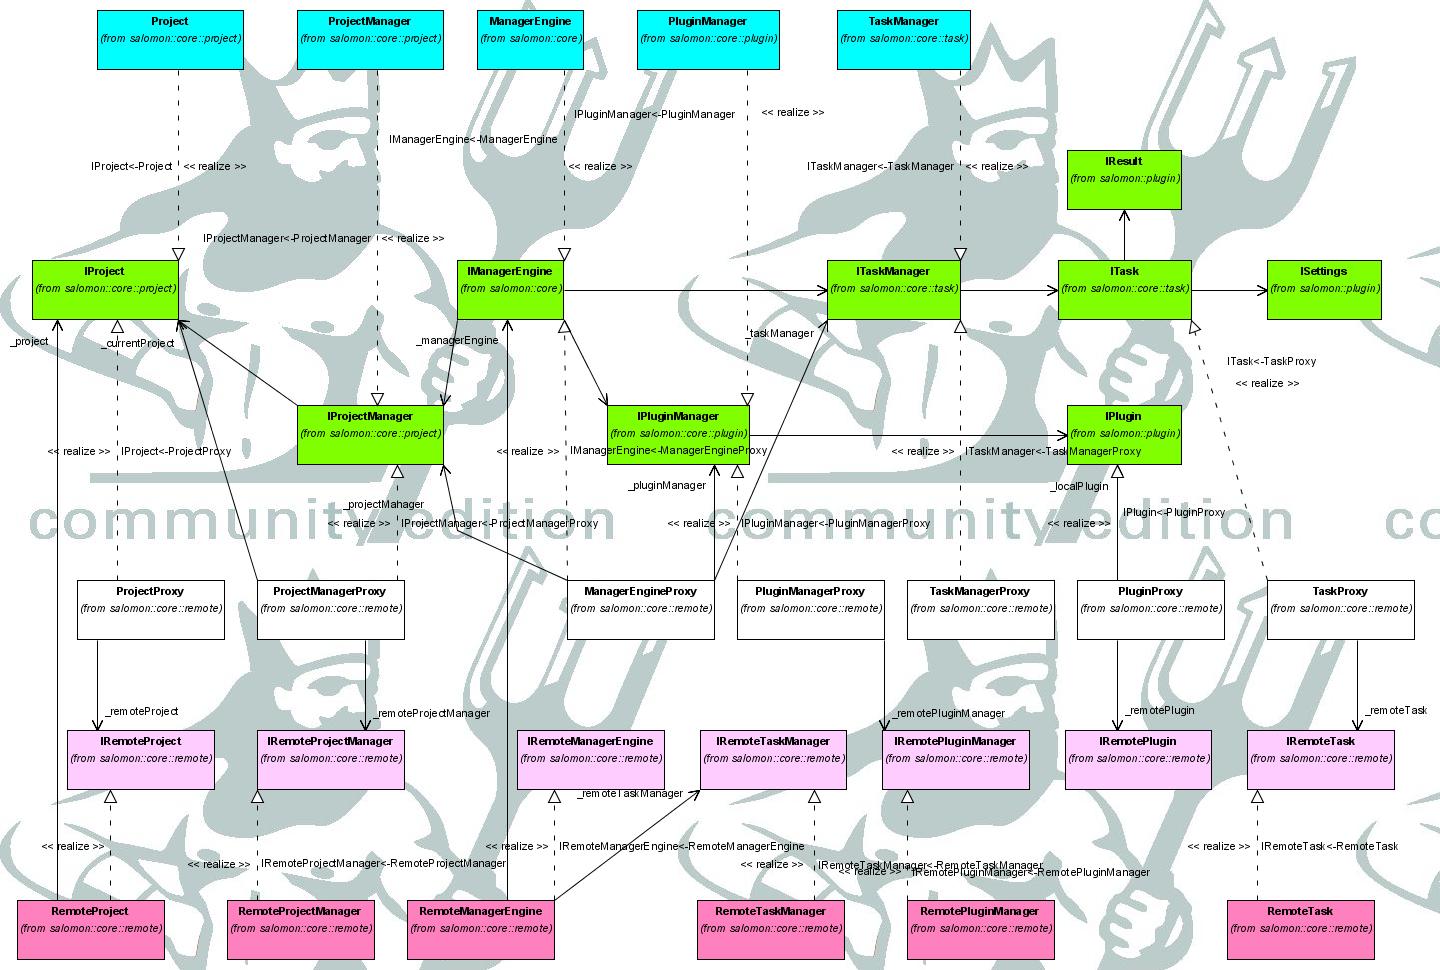 Project
(from salomon::core::project)
ProjectManager
(from salomon::core::project)
ManagerEngine
(from salomon::core)
PluginManager
(from salomon::core::plugin)
TaskManager
(from salomon::core::task)
IPluginManager<-PluginManager
<< realize >>
IManagerEngine<-ManagerEngine
IProject<-Project
<< realize >>
<< realize >>
ITaskManager<-TaskManager
<< realize >>
IResult
(from salomon::plugin)
IProjectManager<-ProjectManager
<< realize >>
IProject
(from salomon::core::project)
IManagerEngine
(from salomon::core)
ITaskManager
(from salomon::core::task)
ITask
(from salomon::core::task)
ISettings
(from salomon::plugin)
_project
_currentProject
_managerEngine
_taskManager
ITask<-TaskProxy
<< realize >>
IProjectManager
(from salomon::core::project)
IPluginManager
(from salomon::core::plugin)
IPlugin
(from salomon::plugin)
<< realize >>
IProject<-ProjectProxy
<< realize >>
IManagerEngine<-ManagerEngineProxy
<< realize >>
ITaskManager<-TaskManagerProxy
_pluginManager
_localPlugin
_projectManager
<< realize >>
IProjectManager<-ProjectManagerProxy
<< realize >>
IPluginManager<-PluginManagerProxy
<< realize >>
IPlugin<-PluginProxy
community edition
community edition
co
ProjectProxy
(from salomon::core::remote)
ProjectManagerProxy
(from salomon::core::remote)
ManagerEngineProxy
(from salomon::core::remote)
PluginManagerProxy
(from salomon::core::remote)
TaskManagerProxy
(from salomon::core::remote)
PluginProxy
(from salomon::core::remote)
TaskProxy
(from salomon::core::remote)
_remoteProject
_remoteProjectManager
_remotePluginManager
_remotePlugin
_remoteTask
IRemoteProject
(from salomon::core::remote)
IRemoteProjectManager
(from salomon::core::remote)
IRemoteManagerEngine
(from salomon::core::remote)
IRemoteTaskManager
(from salomon::core::remote)
IRemotePluginManager
(from salomon::core::remote)
IRemotePlugin
(from salomon::core::remote)
IRemoteTask
(from salomon::core::remote)
_remoteTaskManager
<< realize >>
<< realize >>
IRemoteManagerEngine<-RemoteManagerEngine
<< realize >>
IRemoteTask<-RemoteTask
<< realize >>
IRemoteProjectManager<-RemoteProjectManager
<< realize >>
IRemoteTaskManager<-RemoteTaskManager
<< realize >>
IRemotePluginManager<-RemotePluginManager
RemoteProject
(from salomon::core::remote)
RemoteProjectManager
(from salomon::core::remote)
RemoteManagerEngine
(from salomon::core::remote)
RemoteTaskManager
(from salomon::core::remote)
RemotePluginManager
(from salomon::core::remote)
RemoteTask
(from salomon::core::remote)